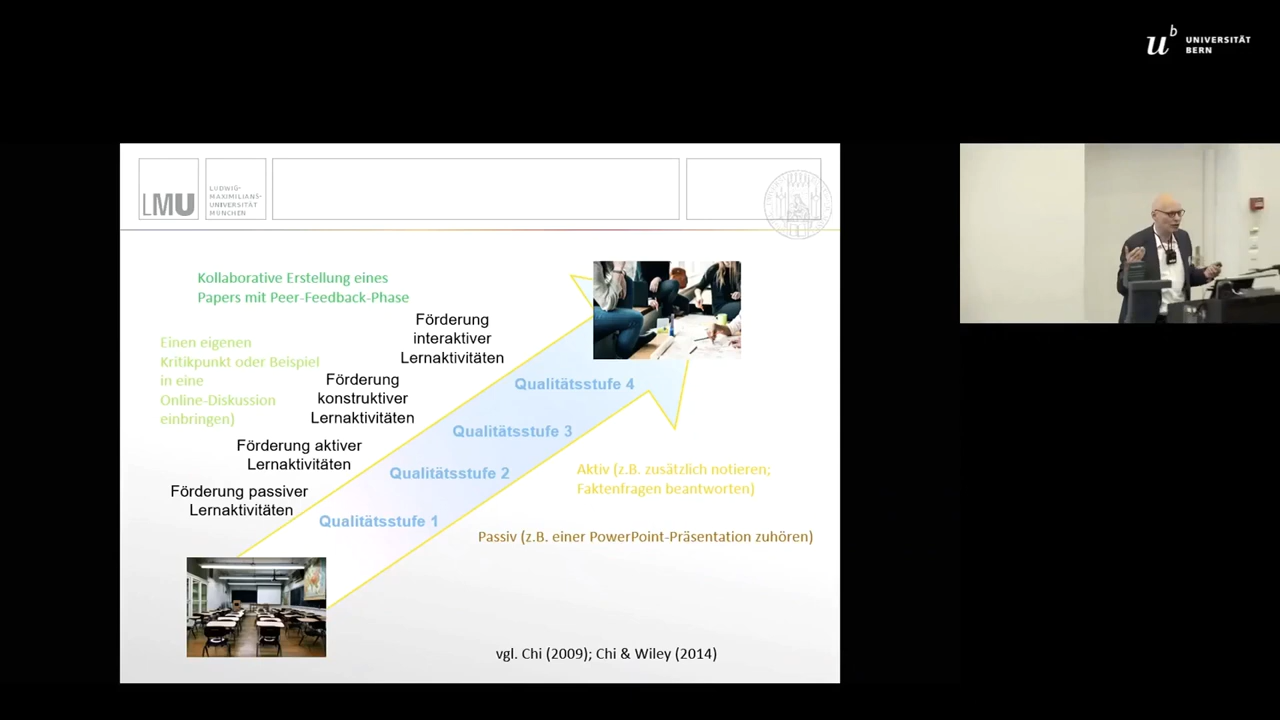 u b UNIVERSITÄT
BERN
LMU
LUDWIG-
MAXIMILIANS-
UNIVERSITÄT
MÜNCHEN
Kollaborative Erstellung eines
Papers mit Peer-Feedback-Phase
Förderung
interaktiver
Lernaktivitäten
Einen eigenen
Kritikpunkt oder Beispiel
in eine
Online-Diskussion
einbringen)
Förderung
konstruktiver
Lernaktivitäten
Qualitätsstufe 4
Förderung aktiver
Lernaktivitäten
Qualitätsstufe 3
Qualitätsstufe 2
Aktiv (z.B. zusätzlich notieren;
Faktenfragen beantworten)
Förderung passiver
Lernaktivitäten
Qualitätsstufe 1
Passiv (z.B. einer PowerPoint-Präsentation zuhören)
vgl. Chi (2009); Chi & Wiley (2014)